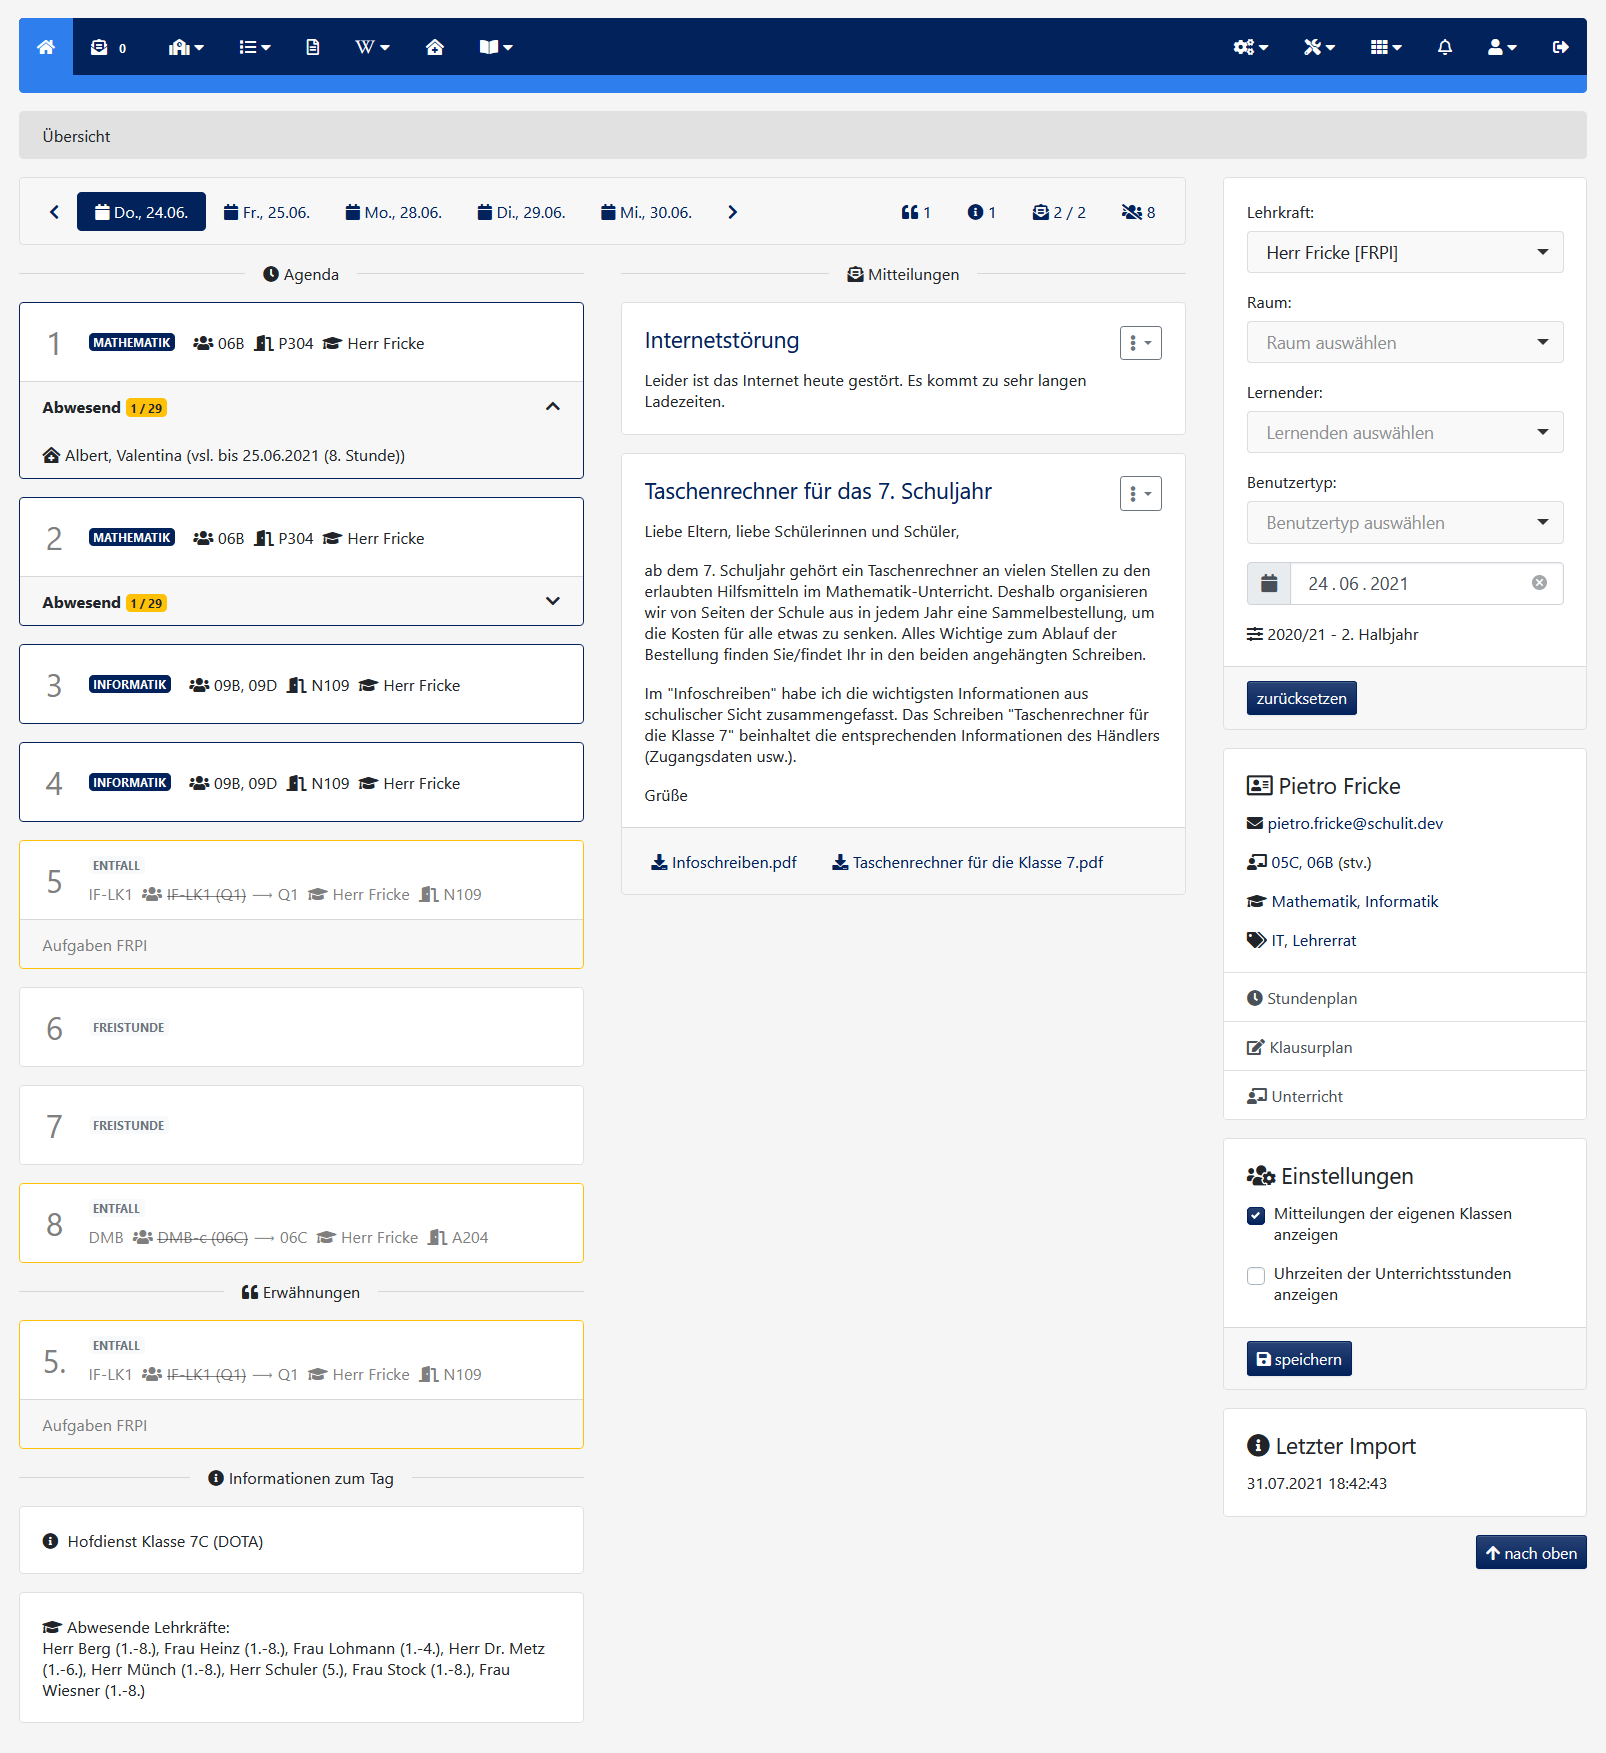 0
Übersicht
Do., 24.06. Fr., 25.06. Mo., 28.06. Di., 29.06. Mi., 30.06. 1 1 2 / 2 8
Agenda
1 MATHEMATIK 06B P304 Herr Fricke
Abwesend 1 / 29
Albert, Valentina (vsl. bis 25.06.2021 (8. Stunde))
2 MATHEMATIK 06B P304 Herr Fricke
Abwesend 1 / 29
3 INFORMATIK 09B, 09D N109 Herr Fricke
4 INFORMATIK 09B, 09D N109 Herr Fricke
5 ENTFALL
IF-LK1 IF-LK1 (Q1) → Q1 Herr Fricke N109
Aufgaben FRPI
6 FREISTUNDE
7 FREISTUNDE
8 ENTFALL
DMB DMB-c (06C) → 06C Herr Fricke A204
Erwähnungen
5. ENTFALL
IF-LK1 IF-LK1 (Q1) → Q1 Herr Fricke N109
Aufgaben FRPI
Informationen zum Tag
Hofdienst Klasse 7C (DOTA)
Abwesende Lehrkräfte:
Herr Berg (1.-8.), Frau Heinz (1.-8.), Frau Lohmann (1.-4.), Herr Dr. Metz
(1.-6.), Herr Münch (1.-8.), Herr Schuler (5.), Frau Stock (1.-8.), Frau
Wiesner (1.-8.)
Mitteilungen
Internetstörung
Leider ist das Internet heute gestört. Es kommt zu sehr langen
Ladezeiten.
Taschenrechner für das 7. Schuljahr
Liebe Eltern, liebe Schülerinnen und Schüler,
ab dem 7. Schuljahr gehört ein Taschenrechner an vielen Stellen zu den
erlaubten Hilfsmitteln im Mathematik-Unterricht. Deshalb organisieren
wir von Seiten der Schule aus in jedem Jahr eine Sammelbestellung, um
die Kosten für alle etwas zu senken. Alles Wichtige zum Ablauf der
Bestellung finden Sie/findet Ihr in den beiden angehängten Schreiben.
Im "Infoschreiben" habe ich die wichtigsten Informationen aus
schulischer Sicht zusammengefasst. Das Schreiben "Taschenrechner für
die Klasse 7" beinhaltet die entsprechenden Informationen des Händlers
(Zugangsdaten usw.).
Grüße
Infoschreiben.pdf Taschenrechner für die Klasse 7.pdf
Lehrkraft:
Herr Fricke [FRPI]
Raum:
Raum auswählen
Lernender:
Lernenden auswählen
Benutzertyp:
Benutzertyp auswählen
24.06.2021
2020/21 - 2. Halbjahr
zurücksetzen
Pietro Fricke
pietro.fricke@schulit.dev
05C, 06B (stv.)
Mathematik, Informatik
IT, Lehrerrat
Stundenplan
Klausurplan
Unterricht
Einstellungen
Mitteilungen der eigenen Klassen
anzeigen
Uhrzeiten der Unterrichtsstunden
anzeigen
speichern
Letzter Import
31.07.2021 18:42:43
nach oben